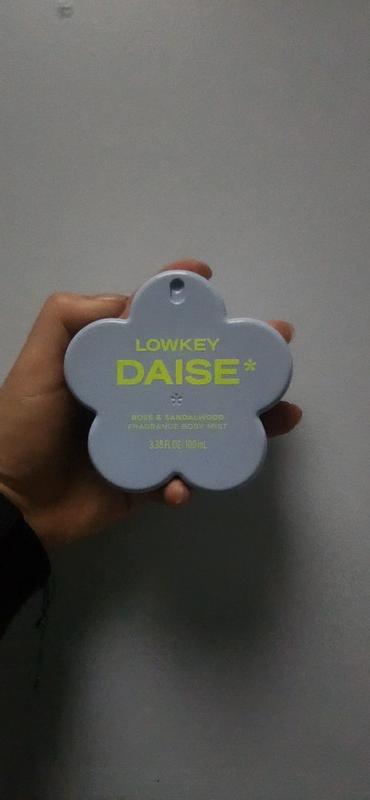 LOWKEY
DAISE*
ROSE & SANDALWOOD
FRAGRANCE BODY MIST
3.38 FL OZ. 100 mL